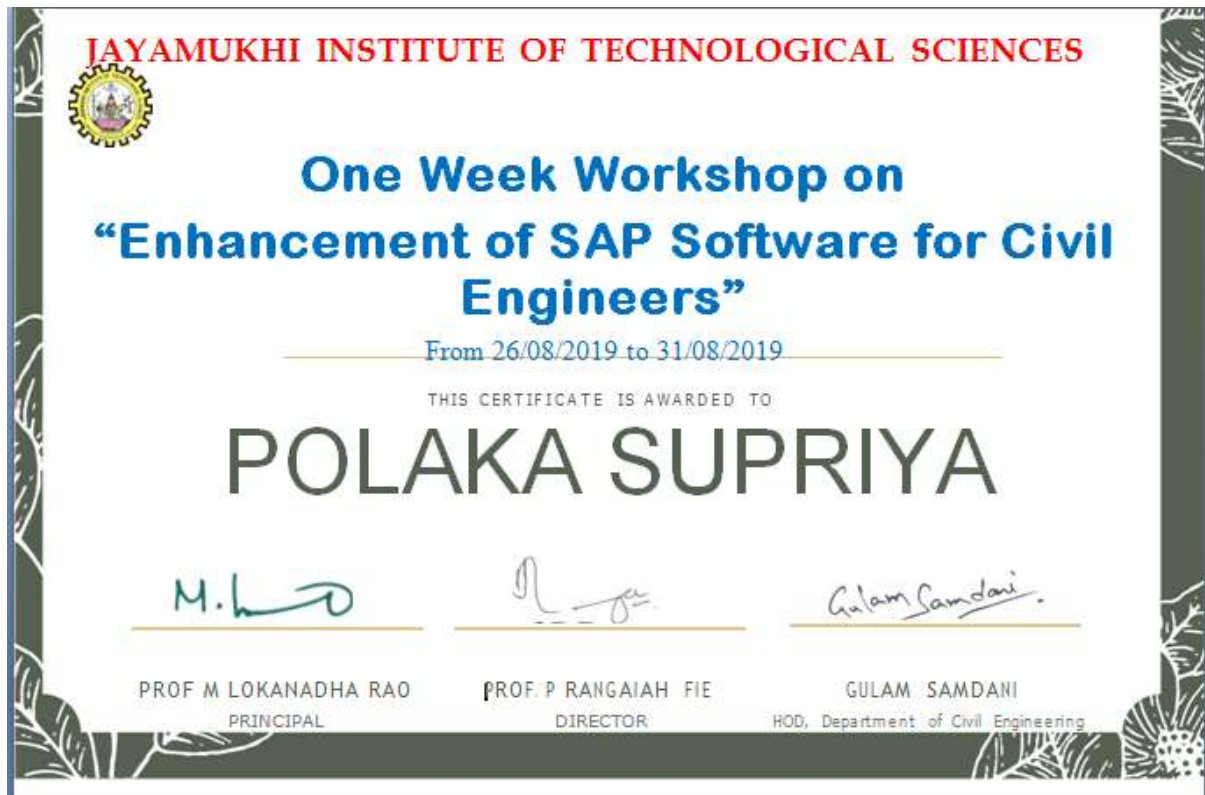 JAYAMUKHI INSTITUTE OF TECHNOLOGICAL SCIENCES
One Week Workshop on
“Enhancement of SAP Software for Civil
Engineers”
From 26/08/2019 to 31/08/2019
THIS CERTIFICATE IS AWARDED TO
POLAKA SUPRIYA
Gulam Samdani.
PROF M LOKANADHA RAO
PROF. P RANGAIAH FIE
GULAM SAMDANI
PRINCIPAL
DIRECTOR
HOD, Department of Civil Engineering